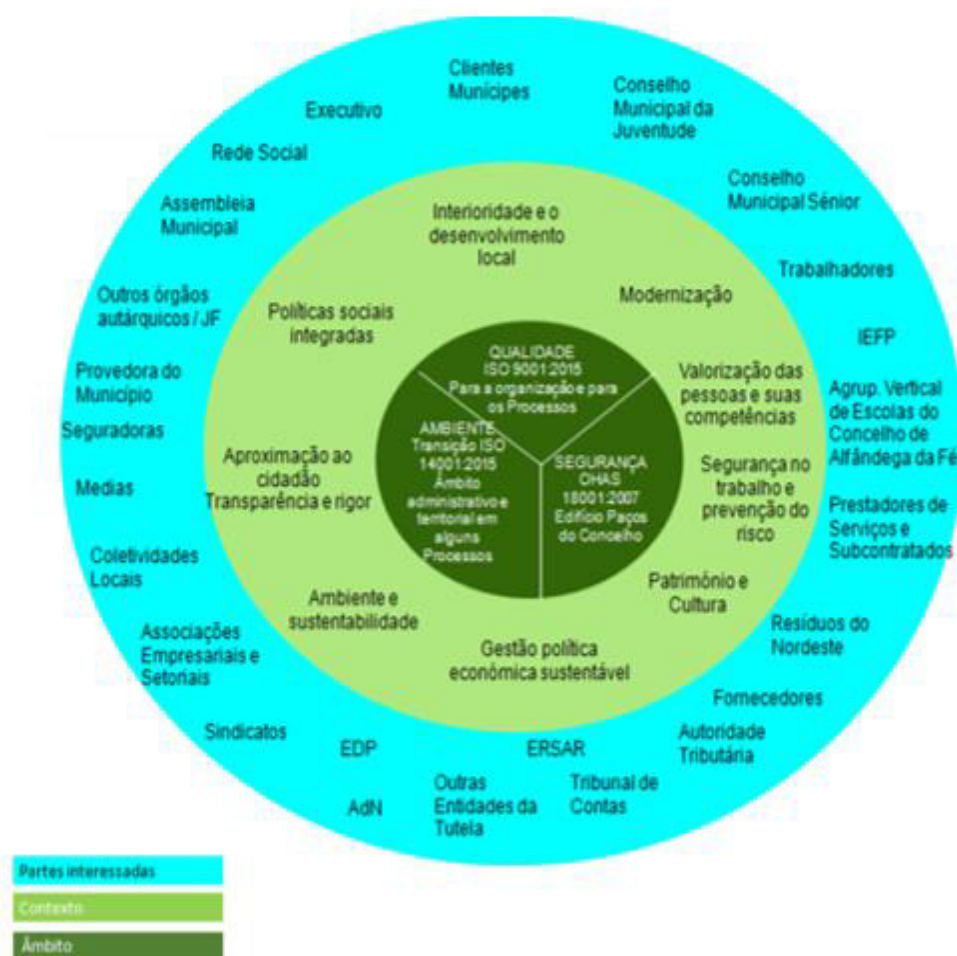 Clientes
Munícipes
Conselho
Municipal da
Juventude
Conselho
Municipal Sénior
Trabalhadores
IEFP
Agrup. Vertical
de Escolas do
Concelho de
Alfândega da Fé
Prestadores de
Serviços e
Subcontratados
Resíduos do
Nordeste
Fornecedores
Autoridade
Tributária
Tribunal de
Contas
ERSAR
Outras
Entidades da
Tutela
AdN
EDP
Sindicatos
Associações
Empresariais e
Setoriais
Coletividades
Locais
Medias
Seguradoras
Provedora do
Município
Outros órgãos
autárquicos / JF
Assembleia
Municipal
Rede Social
Executivo
Interioridade e o
desenvolvimento
local
Modernização
Valorização das
pessoas e suas
competências
Segurança no
trabalho e
prevenção do
risco
Património e
Cultura
Gestão política
económica sustentável
Ambiente e
sustentabilidade
Aproximação ao
cidadão
Transparência e rigor
Políticas sociais
integradas
QUALIDADE
ISO 9001:2015
Para a organização e para
os Processos
AMBIENTE
Transição ISO
14001:2015
Âmbito
administrativo e
territorial em
alguns
Processos
SEGURANÇA
OHAS
18001:2007
Edifício Paços
do Concelho
Partes interessadas
Contexto
Âmbito